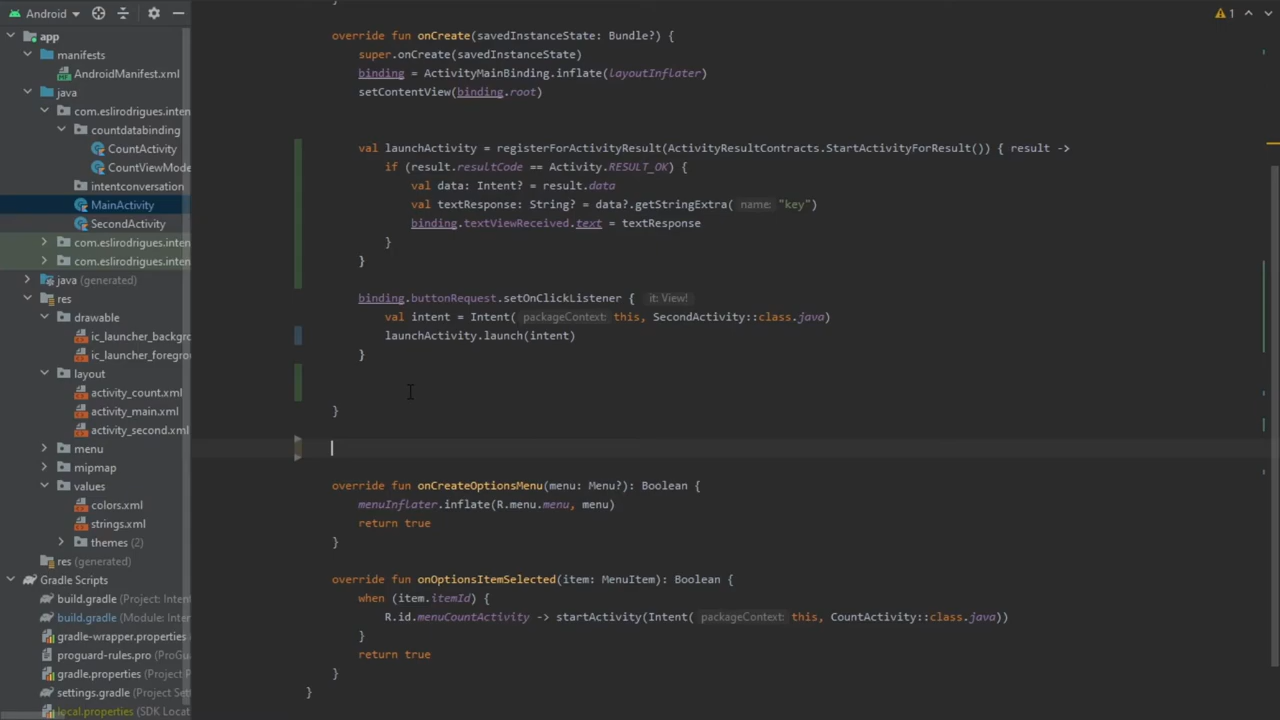 Android
1
app
manifests
AndroidManifest.xml
java
com.eslirodrigues.inten
countdatabinding
CountActivity
CountViewMode
intentconversation
MainActivity
SecondActivity
com.eslirodrigues.inten
com.eslirodrigues.inten
java (generated)
res
drawable
ic_launcher_backgro
ic_launcher_foregro
layout
activity_count.xml
activity_main.xml
activity_second.xml
menu
mipmap
values
colors.xml
strings.xml
themes (2)
res (generated)
Gradle Scripts
build.gradle (Project: Intent
build.gradle (Module: Inten
gradle-wrapper.properties
proguard-rules.pro (ProGu
gradle.properties (Project
settings.gradle (Project Set
local.properties (SDK Locat
}
override fun onCreate(savedInstanceState: Bundle?) {
super.onCreate(savedInstanceState)
binding = ActivityMainBinding.inflate(layoutInflater)
setContentView(binding.root)
val launchActivity = registerForActivityResult(ActivityResultContracts.StartActivityForResult()) { result ->
if (result.resultCode == Activity.RESULT_OK) {
val data: Intent? = result.data
val textResponse: String? = data?.getStringExtra( name: "key")
binding.textViewReceived.text = textResponse
}
}
binding.buttonRequest.setOnClickListener { it: View!
val intent = Intent( packageContext: this, SecondActivity::class.java)
launchActivity.launch(intent)
}
}
override fun onCreateOptionsMenu(menu: Menu?): Boolean {
menuInflater.inflate(R.menu.menu, menu)
return true
}
override fun onOptionsItemSelected(item: MenuItem): Boolean {
when (item.itemId) {
R.id.menuCountActivity -> startActivity(Intent( packageContext: this, CountActivity::class.java))
}
return true
}
}